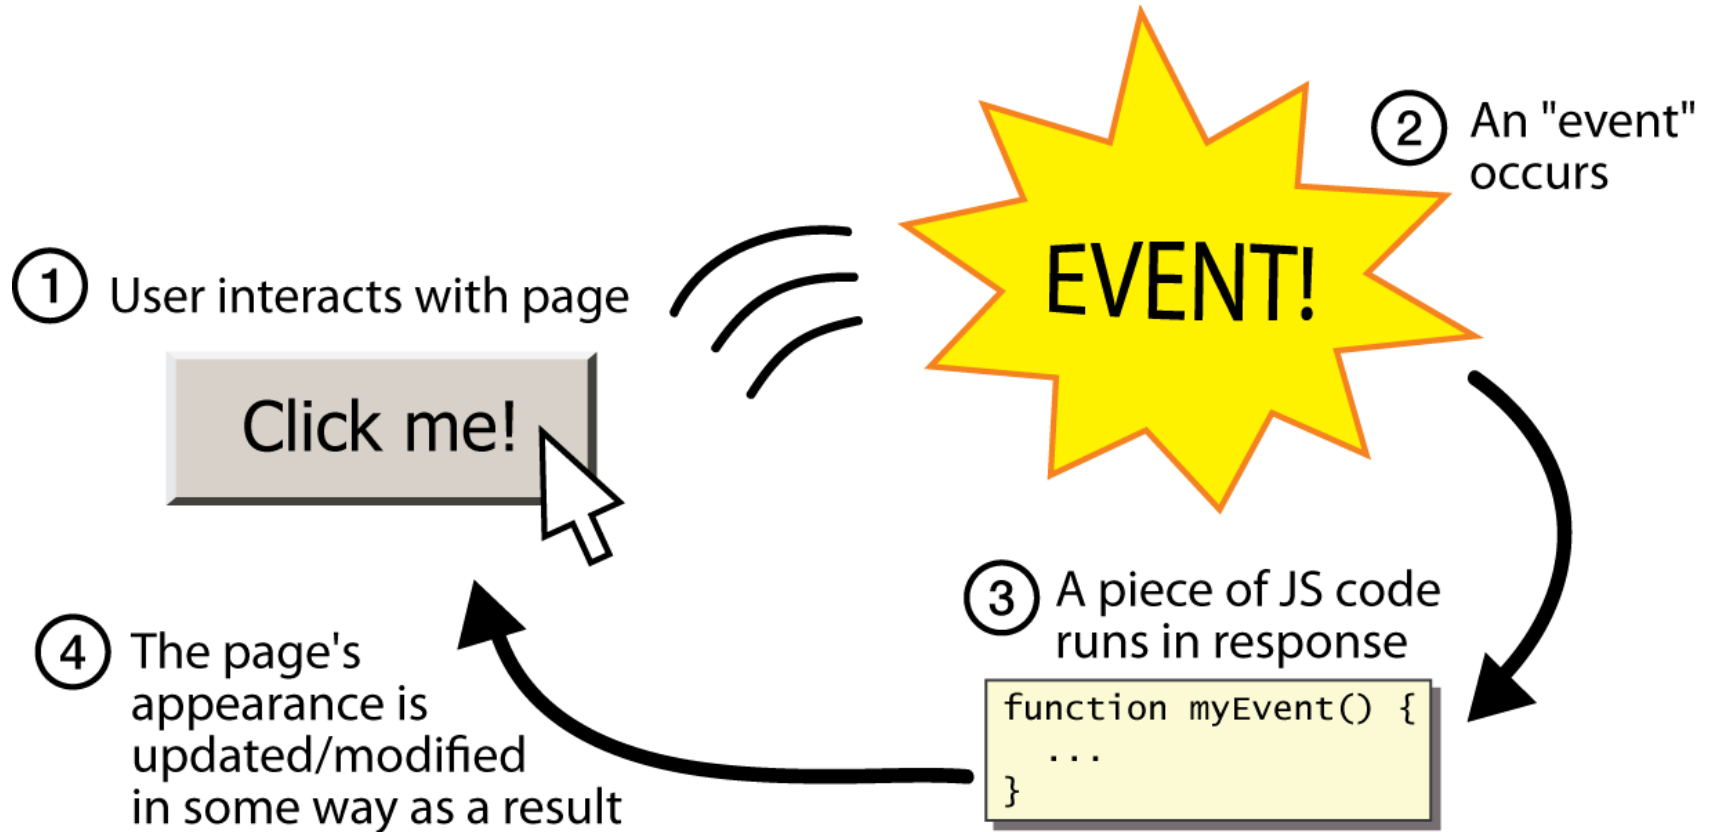 1 User interacts with page
Click me!
EVENT!
2 An "event"
occurs
3 A piece of JS code
runs in response
function myEvent() {
  ...
}
4 The page's
appearance is
updated/modified
in some way as a result